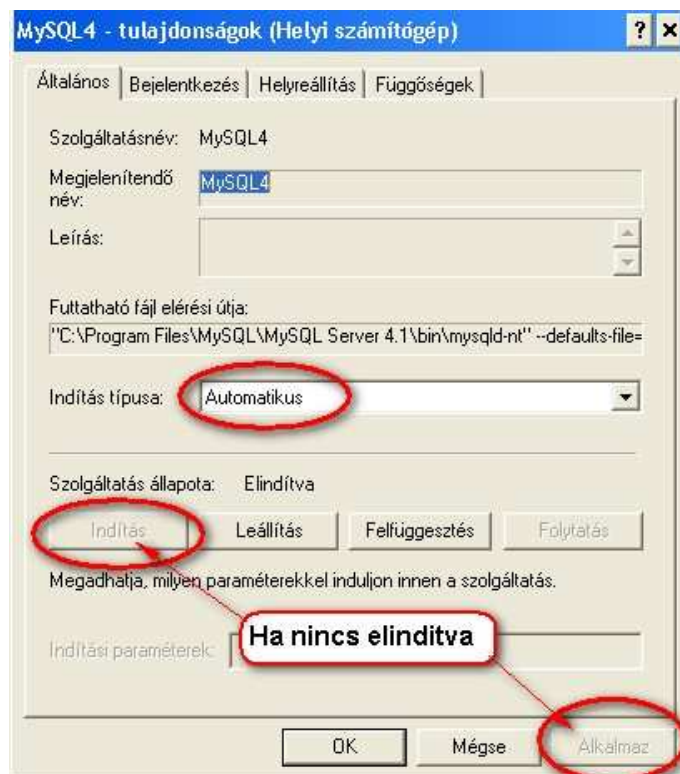 MySQL4 - tulajdonságok (Helyi számítógép)
Általános Bejelentkezés Helyreállítás Függőségek
Szolgáltatásnév: MySQL4
Megjelenítendő név: MySQL4
Leírás:
Futtatható fájl elérési útja:
"C:\Program Files\MySQL\MySQL Server 4.1\bin\mysqld-nt" --defaults-file=
Indítás típusa: Automatikus
Szolgáltatás állapota: Elindítva
Indítás Leállítás Felfüggesztés Folytatás
Megadhatja, milyen paraméterekkel induljon innen a szolgáltatás.
Ha nincs elinditva
Indítási paraméterek:
OK Mégse Alkalmaz